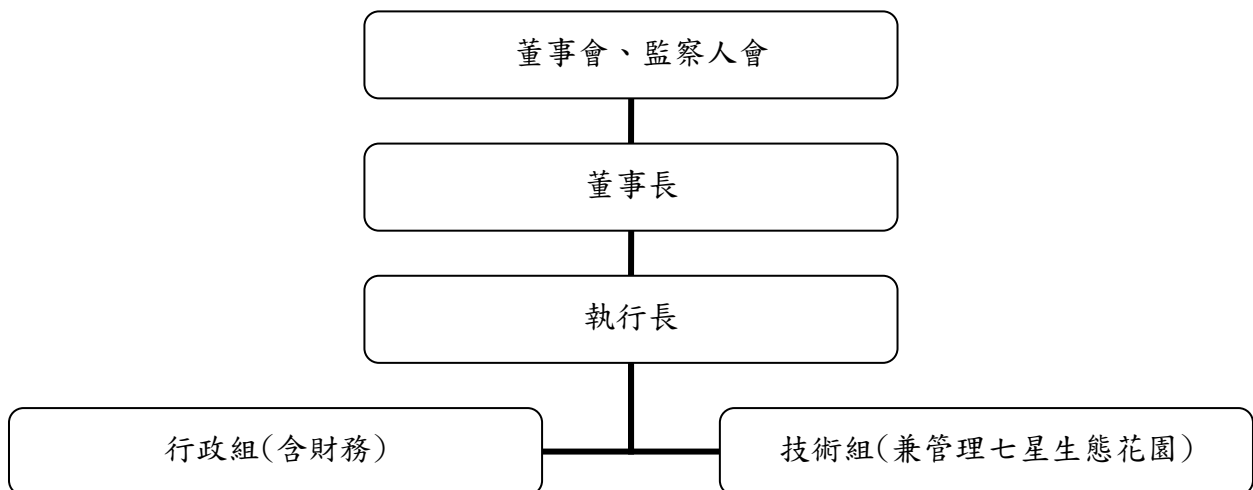 董事會、監察人會
董事長
執行長
行政組(含財務)
技術組(兼管理七星生態花園)